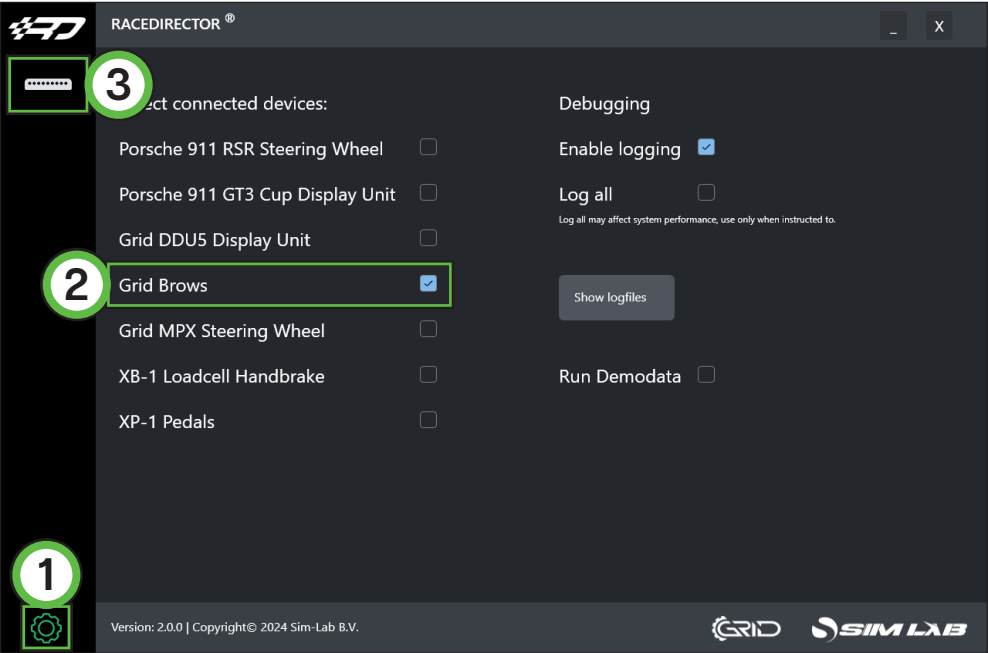 RACEDIRECTOR ®
_ X
3
ect connected devices:
Porsche 911 RSR Steering Wheel
Porsche 911 GT3 Cup Display Unit
Grid DDU5 Display Unit
2
Grid Brows
Grid MPX Steering Wheel
XB-1 Loadcell Handbrake
XP-1 Pedals
Debugging
Enable logging
Log all
Log all may affect system performance, use only when instructed to.
Show logfiles
Run Demodata
1
Version: 2.0.0 | Copyright© 2024 Sim-Lab B.V.
GRID
SIM LAB